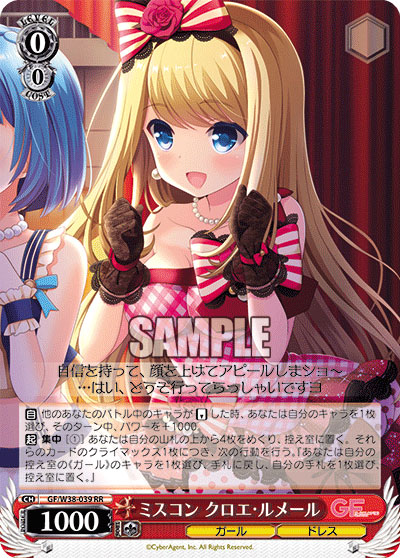 LEVEL
0
0
COST
SAMPLE
自信を持って、顔を上げてアピールしまショ〜
…はい、どうぞ行ってらっしゃいですヨ
【自】 他のあなたのバトル中のキャラが した時、あなたは自分のキャラを1枚
選び、そのターン中、パワーを＋1000。
【起】 集中 ［①］ あなたは自分の山札の上から4枚をめくり、控え室に置く。それ
らのカードのクライマックス1枚につき、次の行動を行う。『あなたは自分の
控え室の《ガール》のキャラを1枚選び、手札に戻し、自分の手札を1枚選び、
控え室に置く。』
CH GF/W38-039 RR
1000
ミスコン クロエ・ルメール
GF
ガール
ドレス
©CyberAgent, Inc. All Rights Reserved.